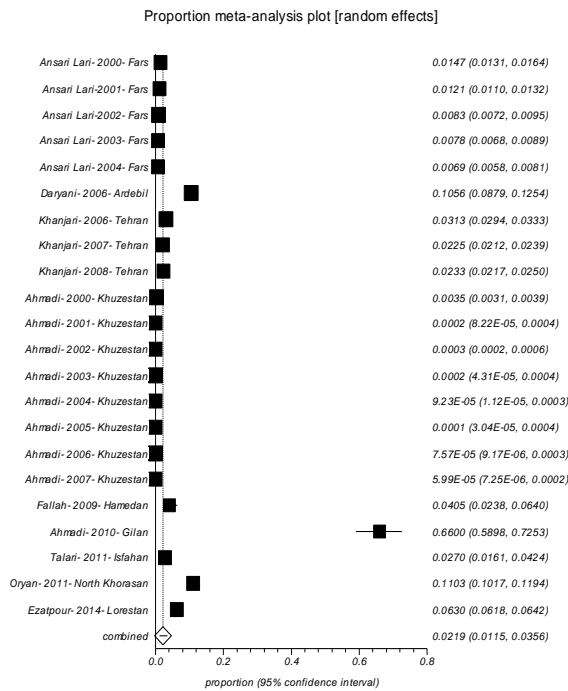 Proportion meta-analysis plot [random effects]
Ansari Lari- 2000- Fars 0.0147 (0.0131, 0.0164)
Ansari Lari-2001- Fars 0.0121 (0.0110, 0.0132)
Ansari Lari-2002- Fars 0.0083 (0.0072, 0.0095)
Ansari Lari- 2003- Fars 0.0078 (0.0068, 0.0089)
Ansari Lari- 2004- Fars 0.0069 (0.0058, 0.0081)
Daryani- 2006- Ardebil 0.1056 (0.0879, 0.1254)
Khanjari- 2006- Tehran 0.0313 (0.0294, 0.0333)
Khanjari- 2007- Tehran 0.0225 (0.0212, 0.0239)
Khanjari- 2008- Tehran 0.0233 (0.0217, 0.0250)
Ahmadi- 2000- Khuzestan 0.0035 (0.0031, 0.0039)
Ahmadi- 2001- Khuzestan 0.0002 (8.22E-05, 0.0004)
Ahmadi- 2002- Khuzestan 0.0003 (0.0002, 0.0006)
Ahmadi- 2003- Khuzestan 0.0002 (4.31E-05, 0.0004)
Ahmadi- 2004- Khuzestan 9.23E-05 (1.12E-05, 0.0003)
Ahmadi- 2005- Khuzestan 0.0001 (3.04E-05, 0.0004)
Ahmadi- 2006- Khuzestan 7.57E-05 (9.17E-06, 0.0003)
Ahmadi- 2007- Khuzestan 5.99E-05 (7.25E-06, 0.0002)
Fallah- 2009- Hamedan 0.0405 (0.0238, 0.0640)
Ahmadi- 2010- Gilan 0.6600 (0.5898, 0.7253)
Talari- 2011- Isfahan 0.0270 (0.0161, 0.0424)
Oryan- 2011- North Khorasan 0.1103 (0.1017, 0.1194)
Ezatpour- 2014- Lorestan 0.0630 (0.0618, 0.0642)
combined 0.0219 (0.0115, 0.0356)
0.0 0.2 0.4 0.6 0.8
proportion (95% confidence interval)